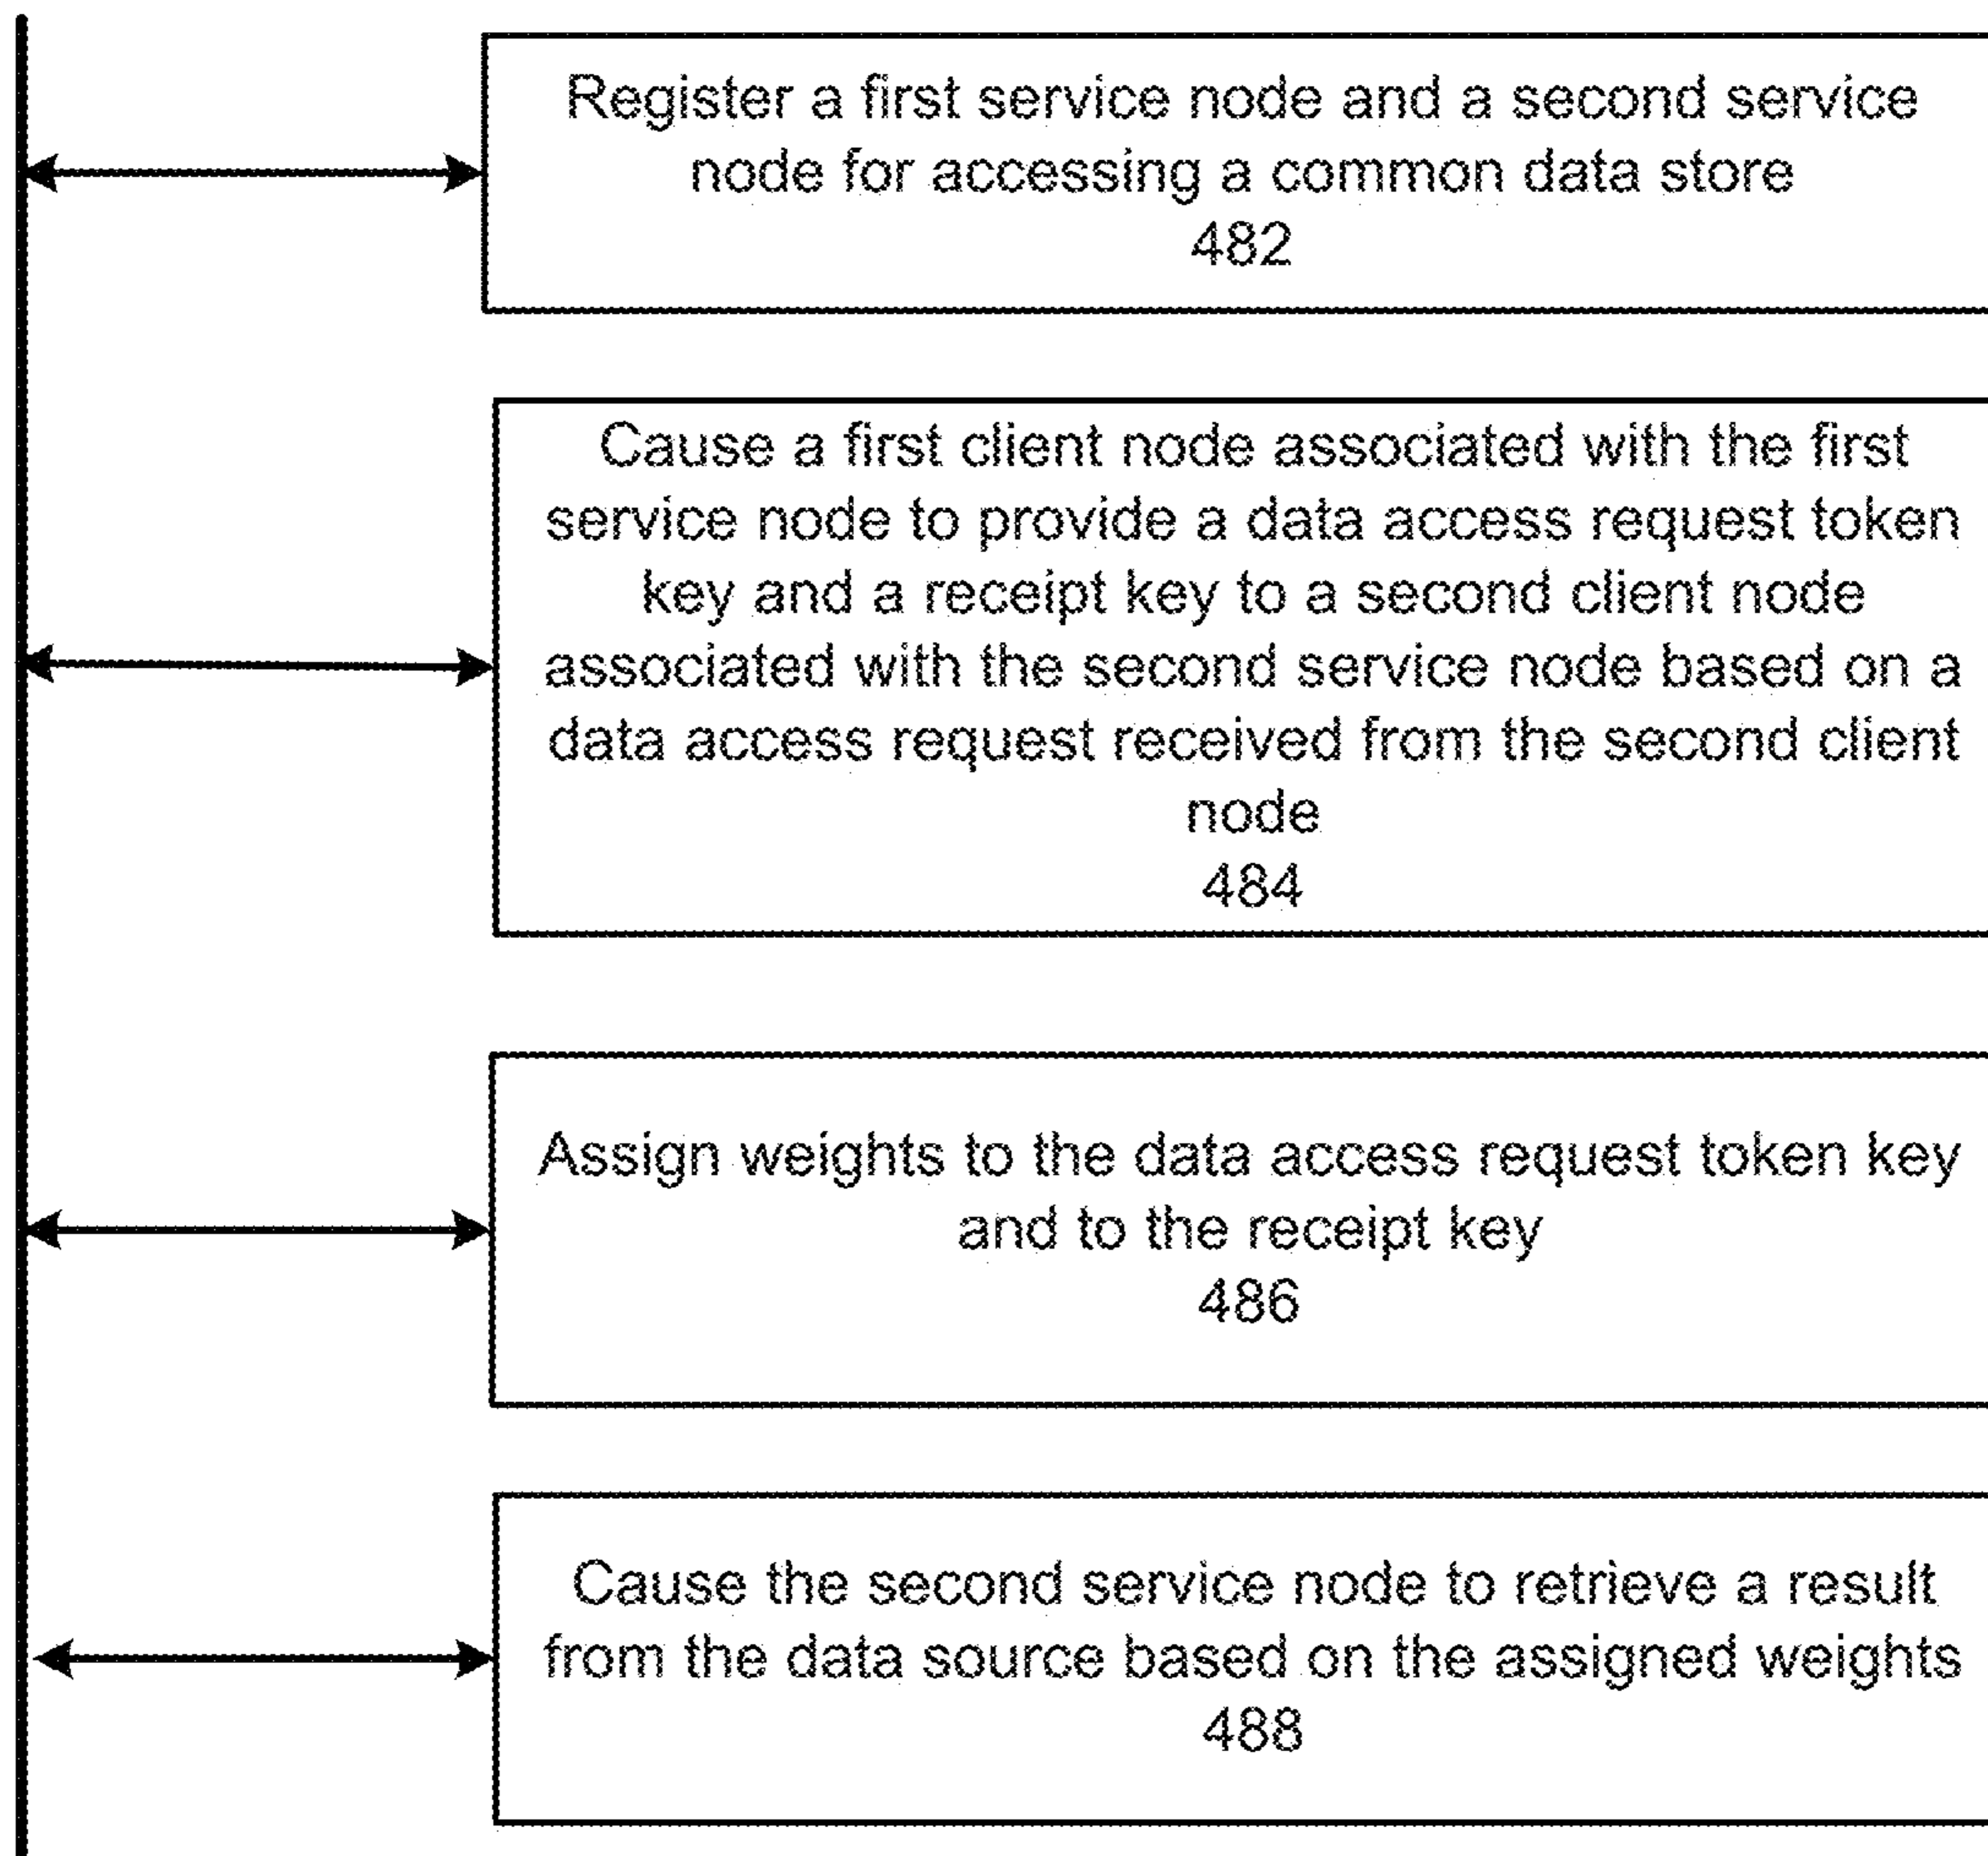 Register a first service node and a second service
node for accessing a common data store
482
Cause a first client node associated with the first
service node to provide a data access request token
key and a receipt key to a second client node
associated with the second service node based on a
data access request received from the second client
node
484
Assign weights to the data access request token key
and to the receipt key
486
Cause the second service node to retrieve a result
from the data source based on the assigned weights
488